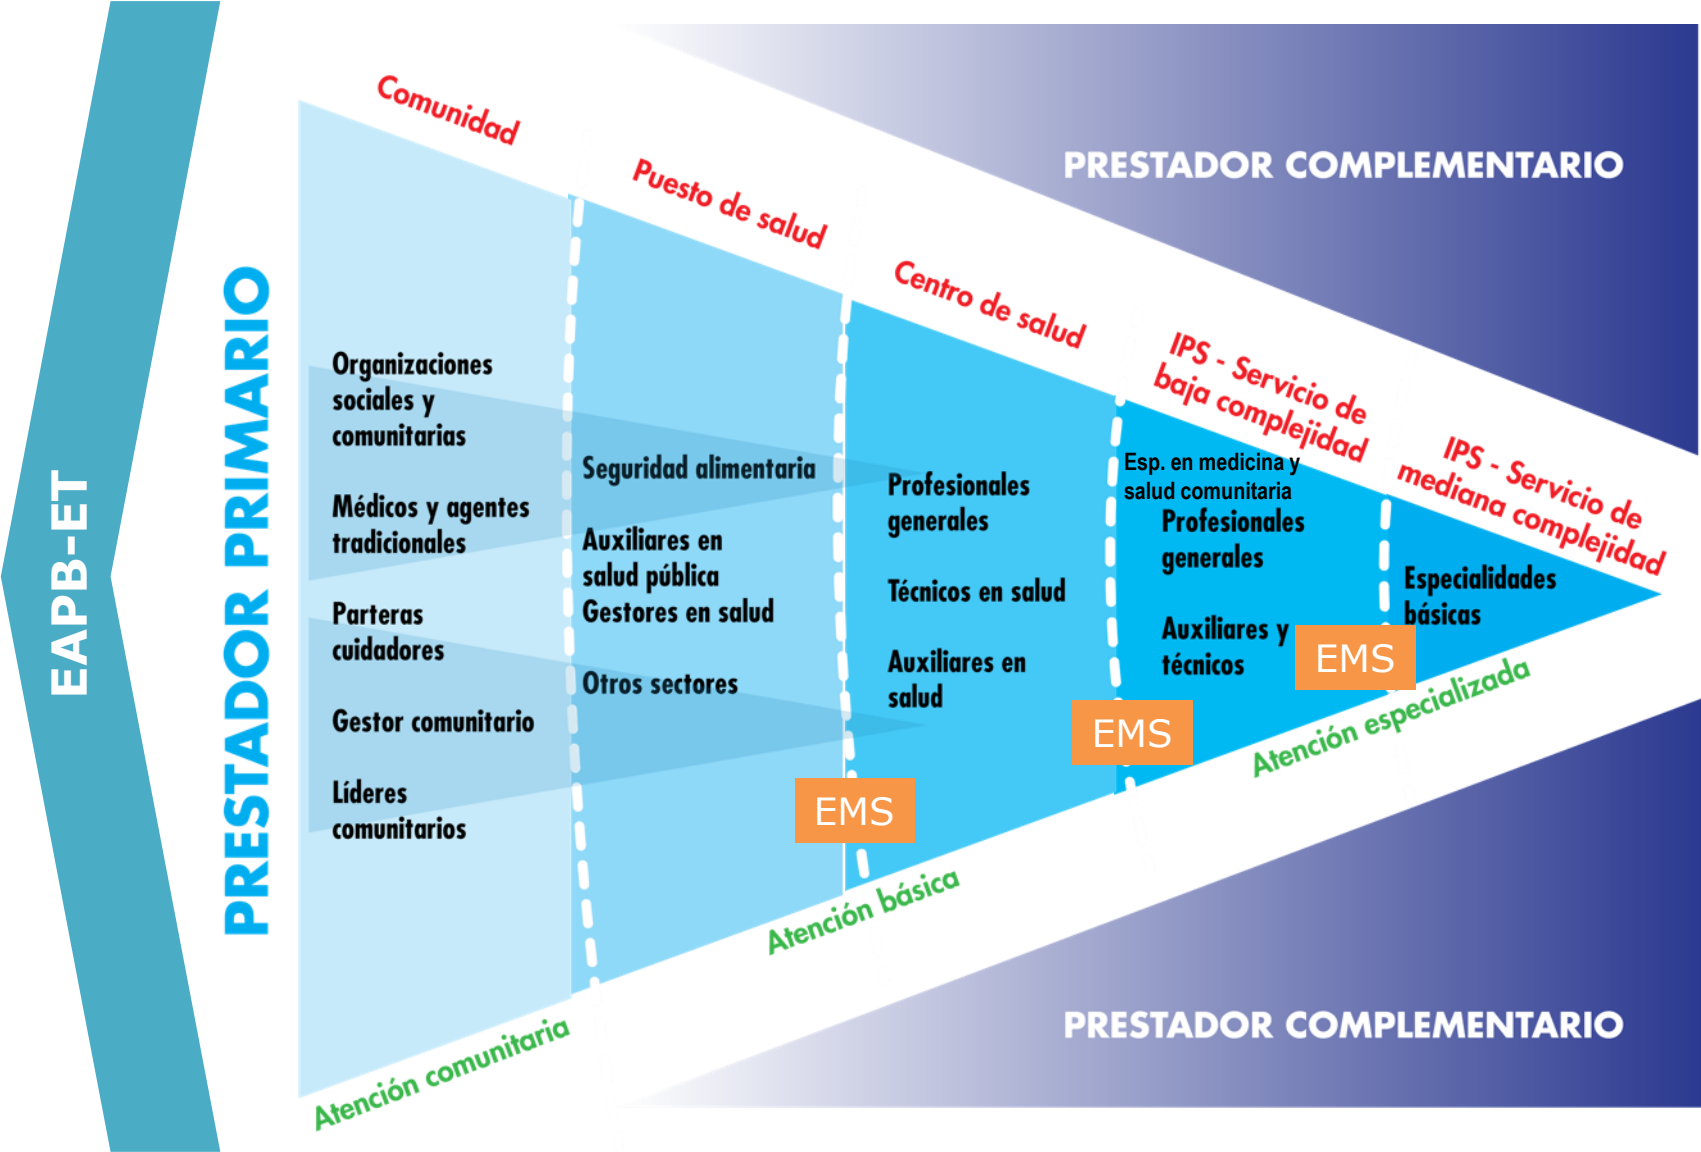 EAPB-ET
PRESTADOR PRIMARIO
Comunidad
Puesto de salud
Centro de salud
IPS - Servicio de
baja complejidad
IPS - Servicio de
mediana complejidad
PRESTADOR COMPLEMENTARIO
Organizaciones
sociales y
comunitarias
Médicos y agentes
tradicionales
Parteras
cuidadores
Gestor comunitario
Líderes
comunitarios
Seguridad alimentaria
Auxiliares en
salud pública
Gestores en salud
Otros sectores
Profesionales
generales
Técnicos en salud
Auxiliares en
salud
Esp. en medicina y
salud comunitaria
Profesionales
generales
Auxiliares y
técnicos
Especialidades
básicas
EMS
EMS
EMS
Atención comunitaria
Atención básica
Atención especializada
PRESTADOR COMPLEMENTARIO